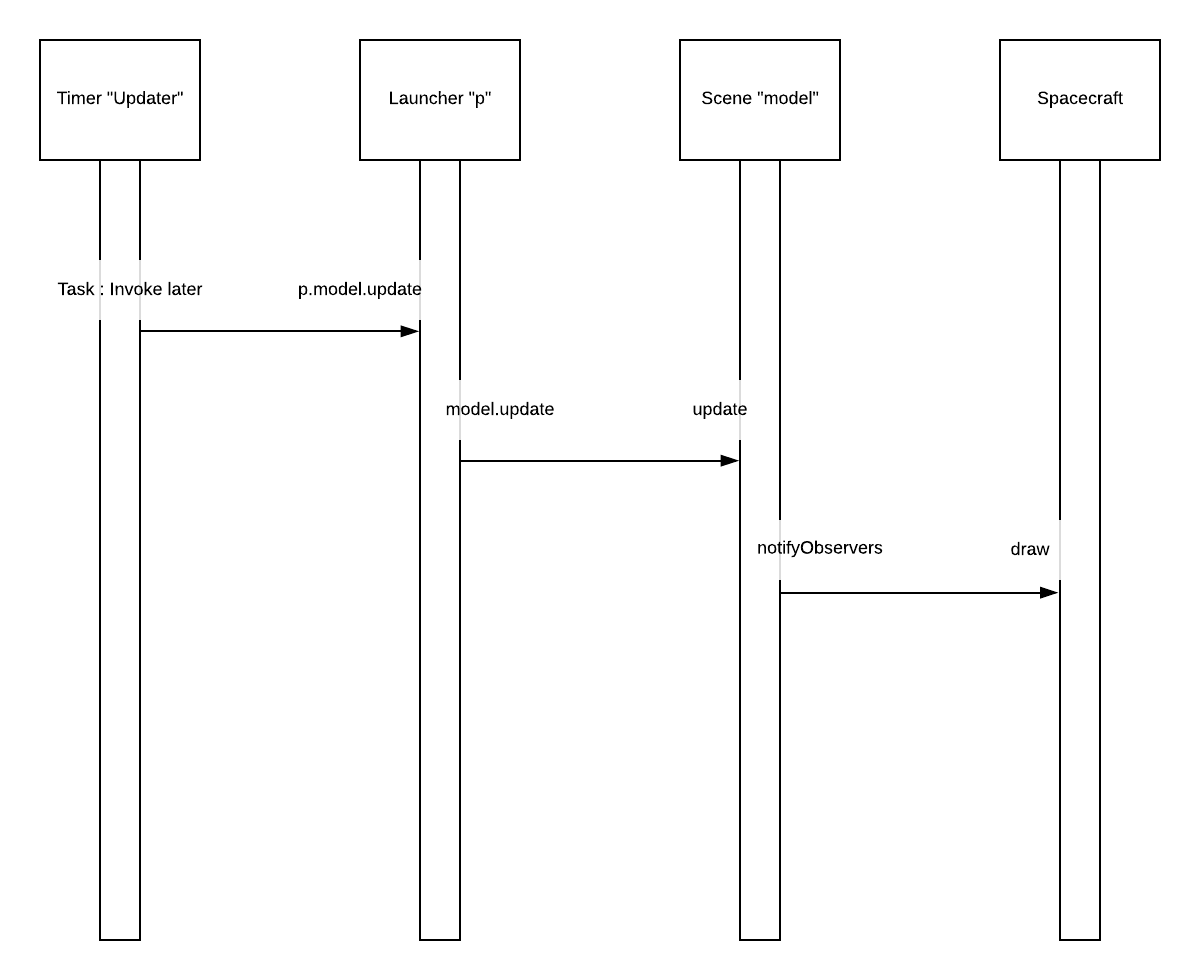 Timer "Updater"
Launcher "p"
Scene "model"
Spacecraft
Task : Invoke later
p.model.update
model.update
update
notifyObservers
draw